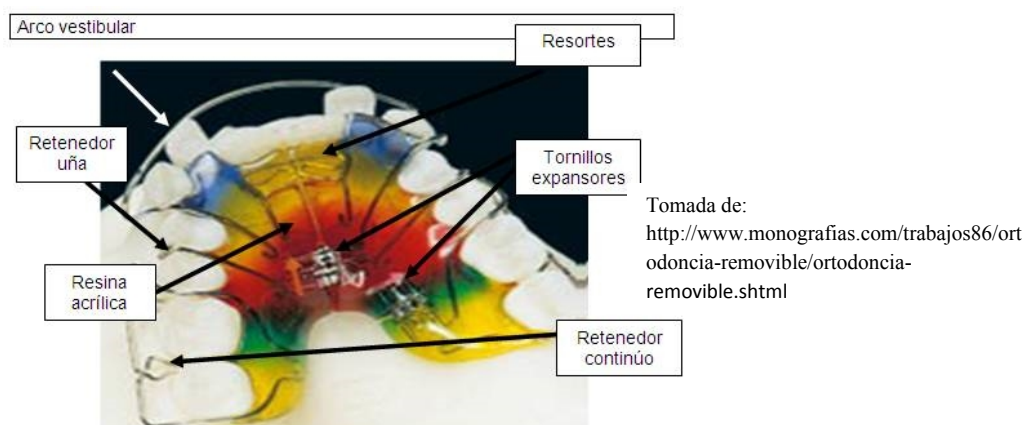 Arco vestibular
Resortes
Retenedor
uña
Tornillos
expansores
Resina
acrílica
Retenedor
continúo
Tomada de:
http://www.monografias.com/trabajos86/ort
odoncia-removible/ortodoncia-
removible.shtml